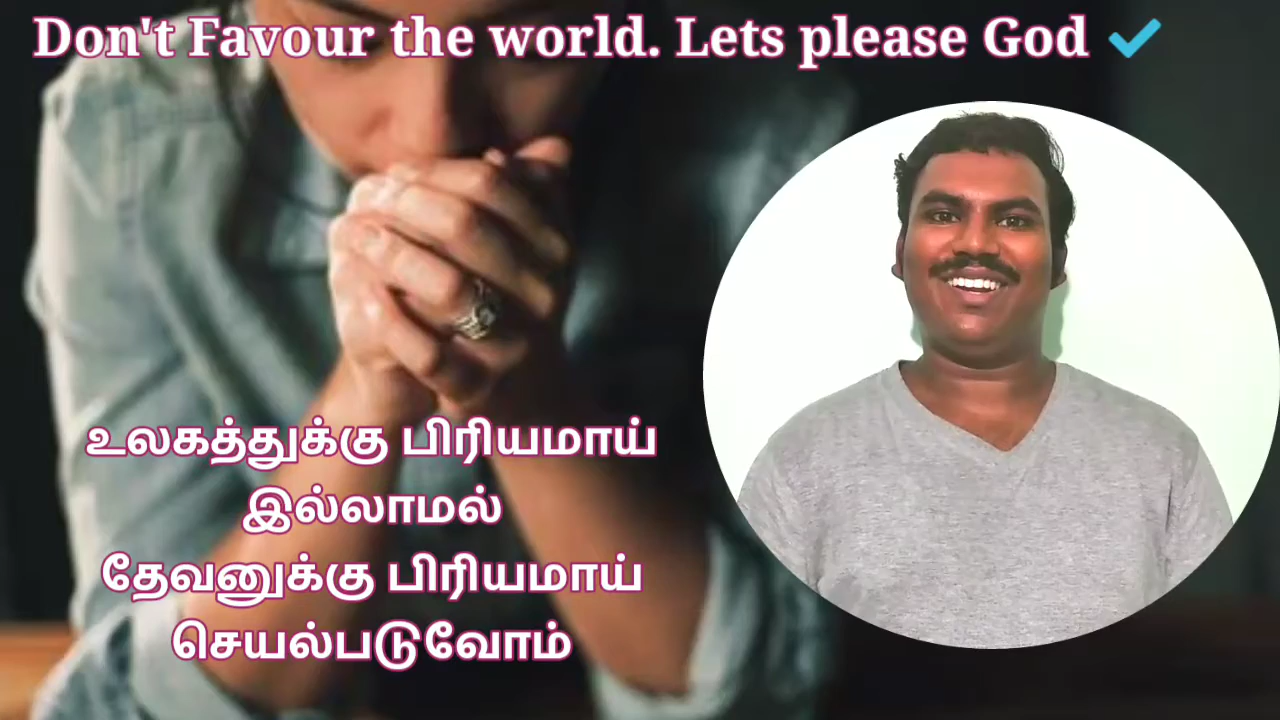 Don't Favour the world. Lets please God ✔
உலகத்துக்கு பிரியமாய்
இல்லாமல்
தேவனுக்கு பிரியமாய்
செயல்படுவோம்